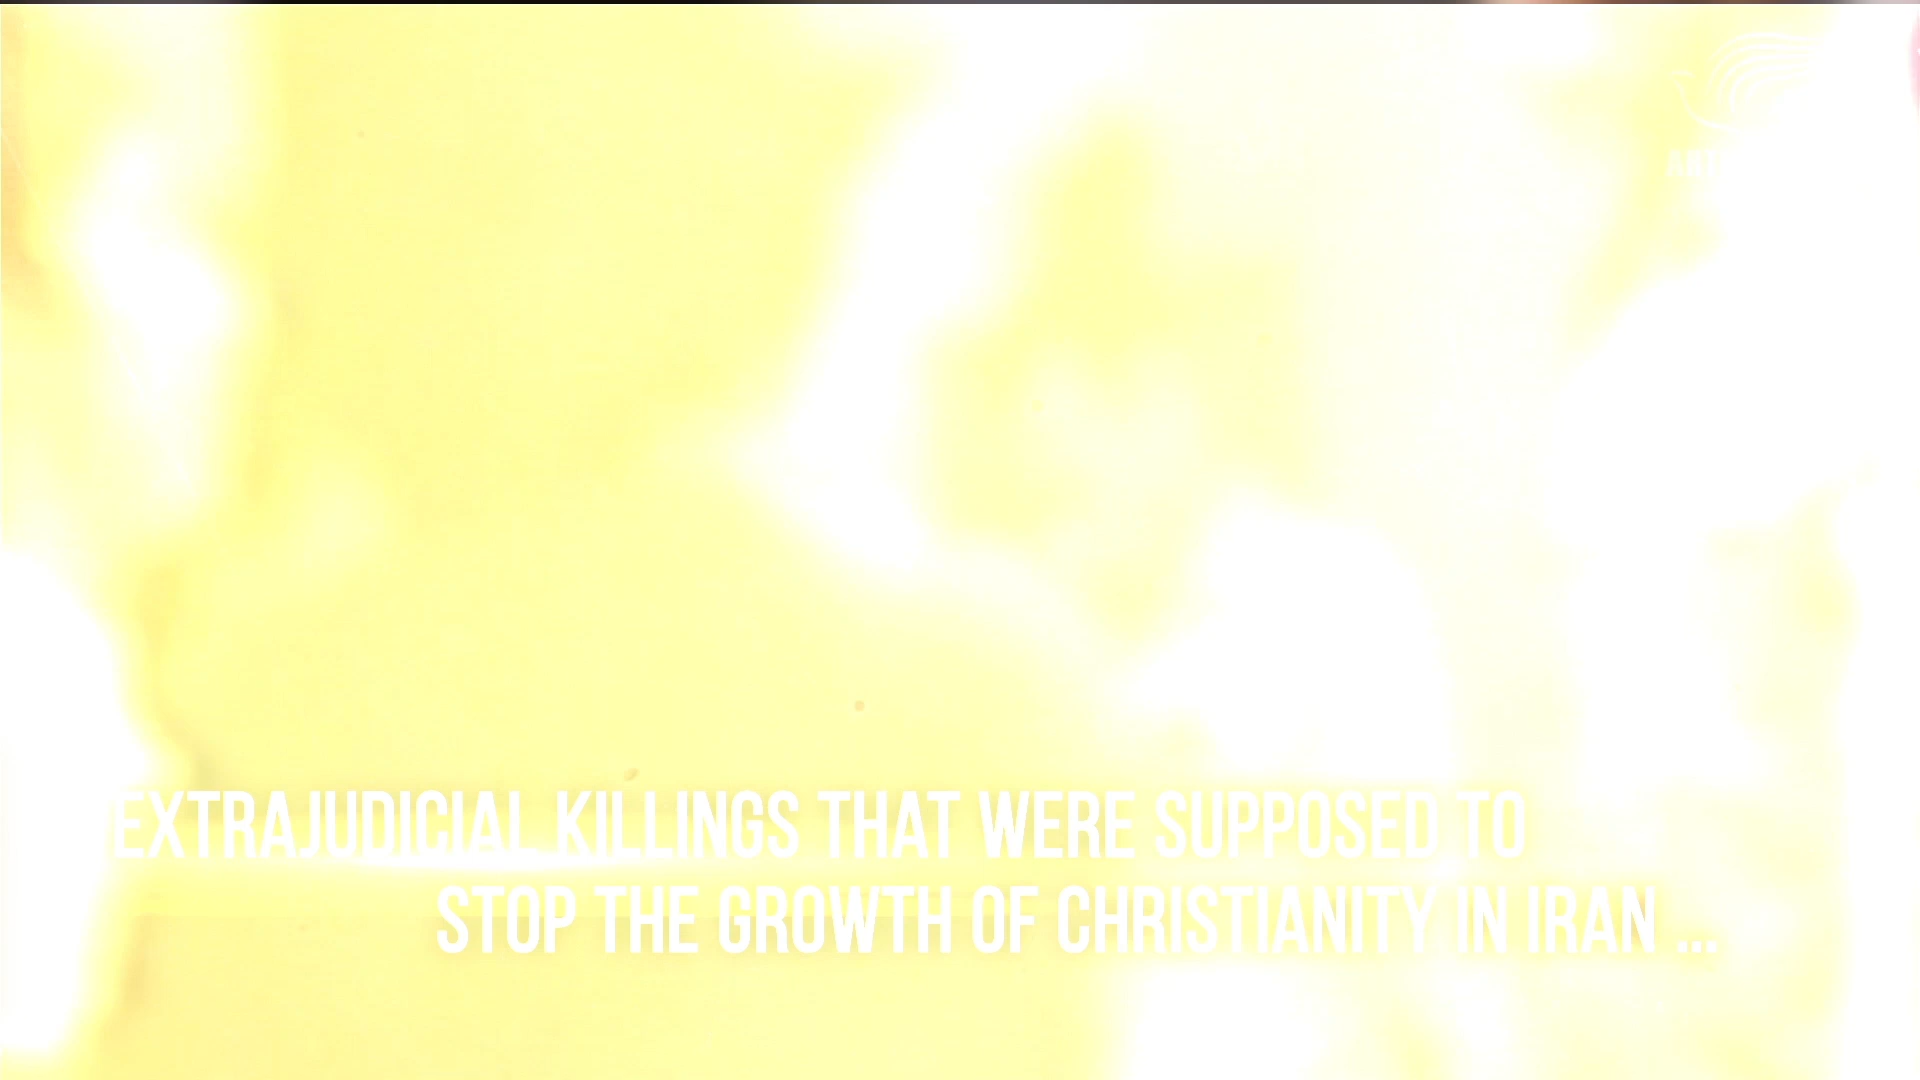 EXTRAJUDICIAL KILLINGS THAT WERE SUPPOSED TO
STOP THE GROWTH OF CHRISTIANITY IN IRAN ...